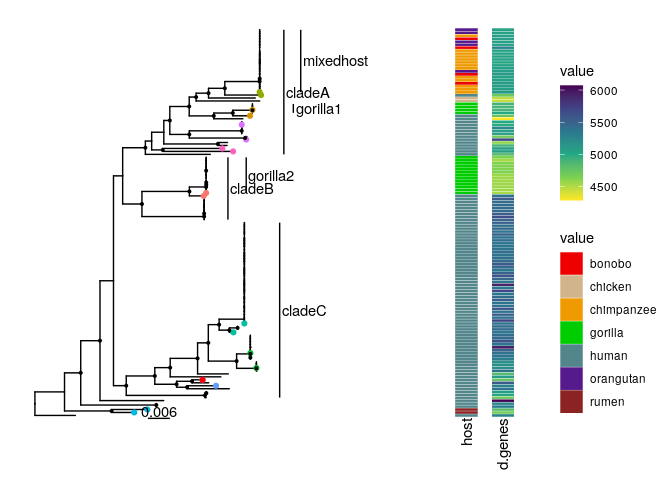 mixedhost
cladeA
gorilla1
gorilla2
cladeB
cladeC
0.006
host
d.genes
value
6000
5500
5000
4500
value
bonobo
chicken
chimpanzee
gorilla
human
orangutan
rumen